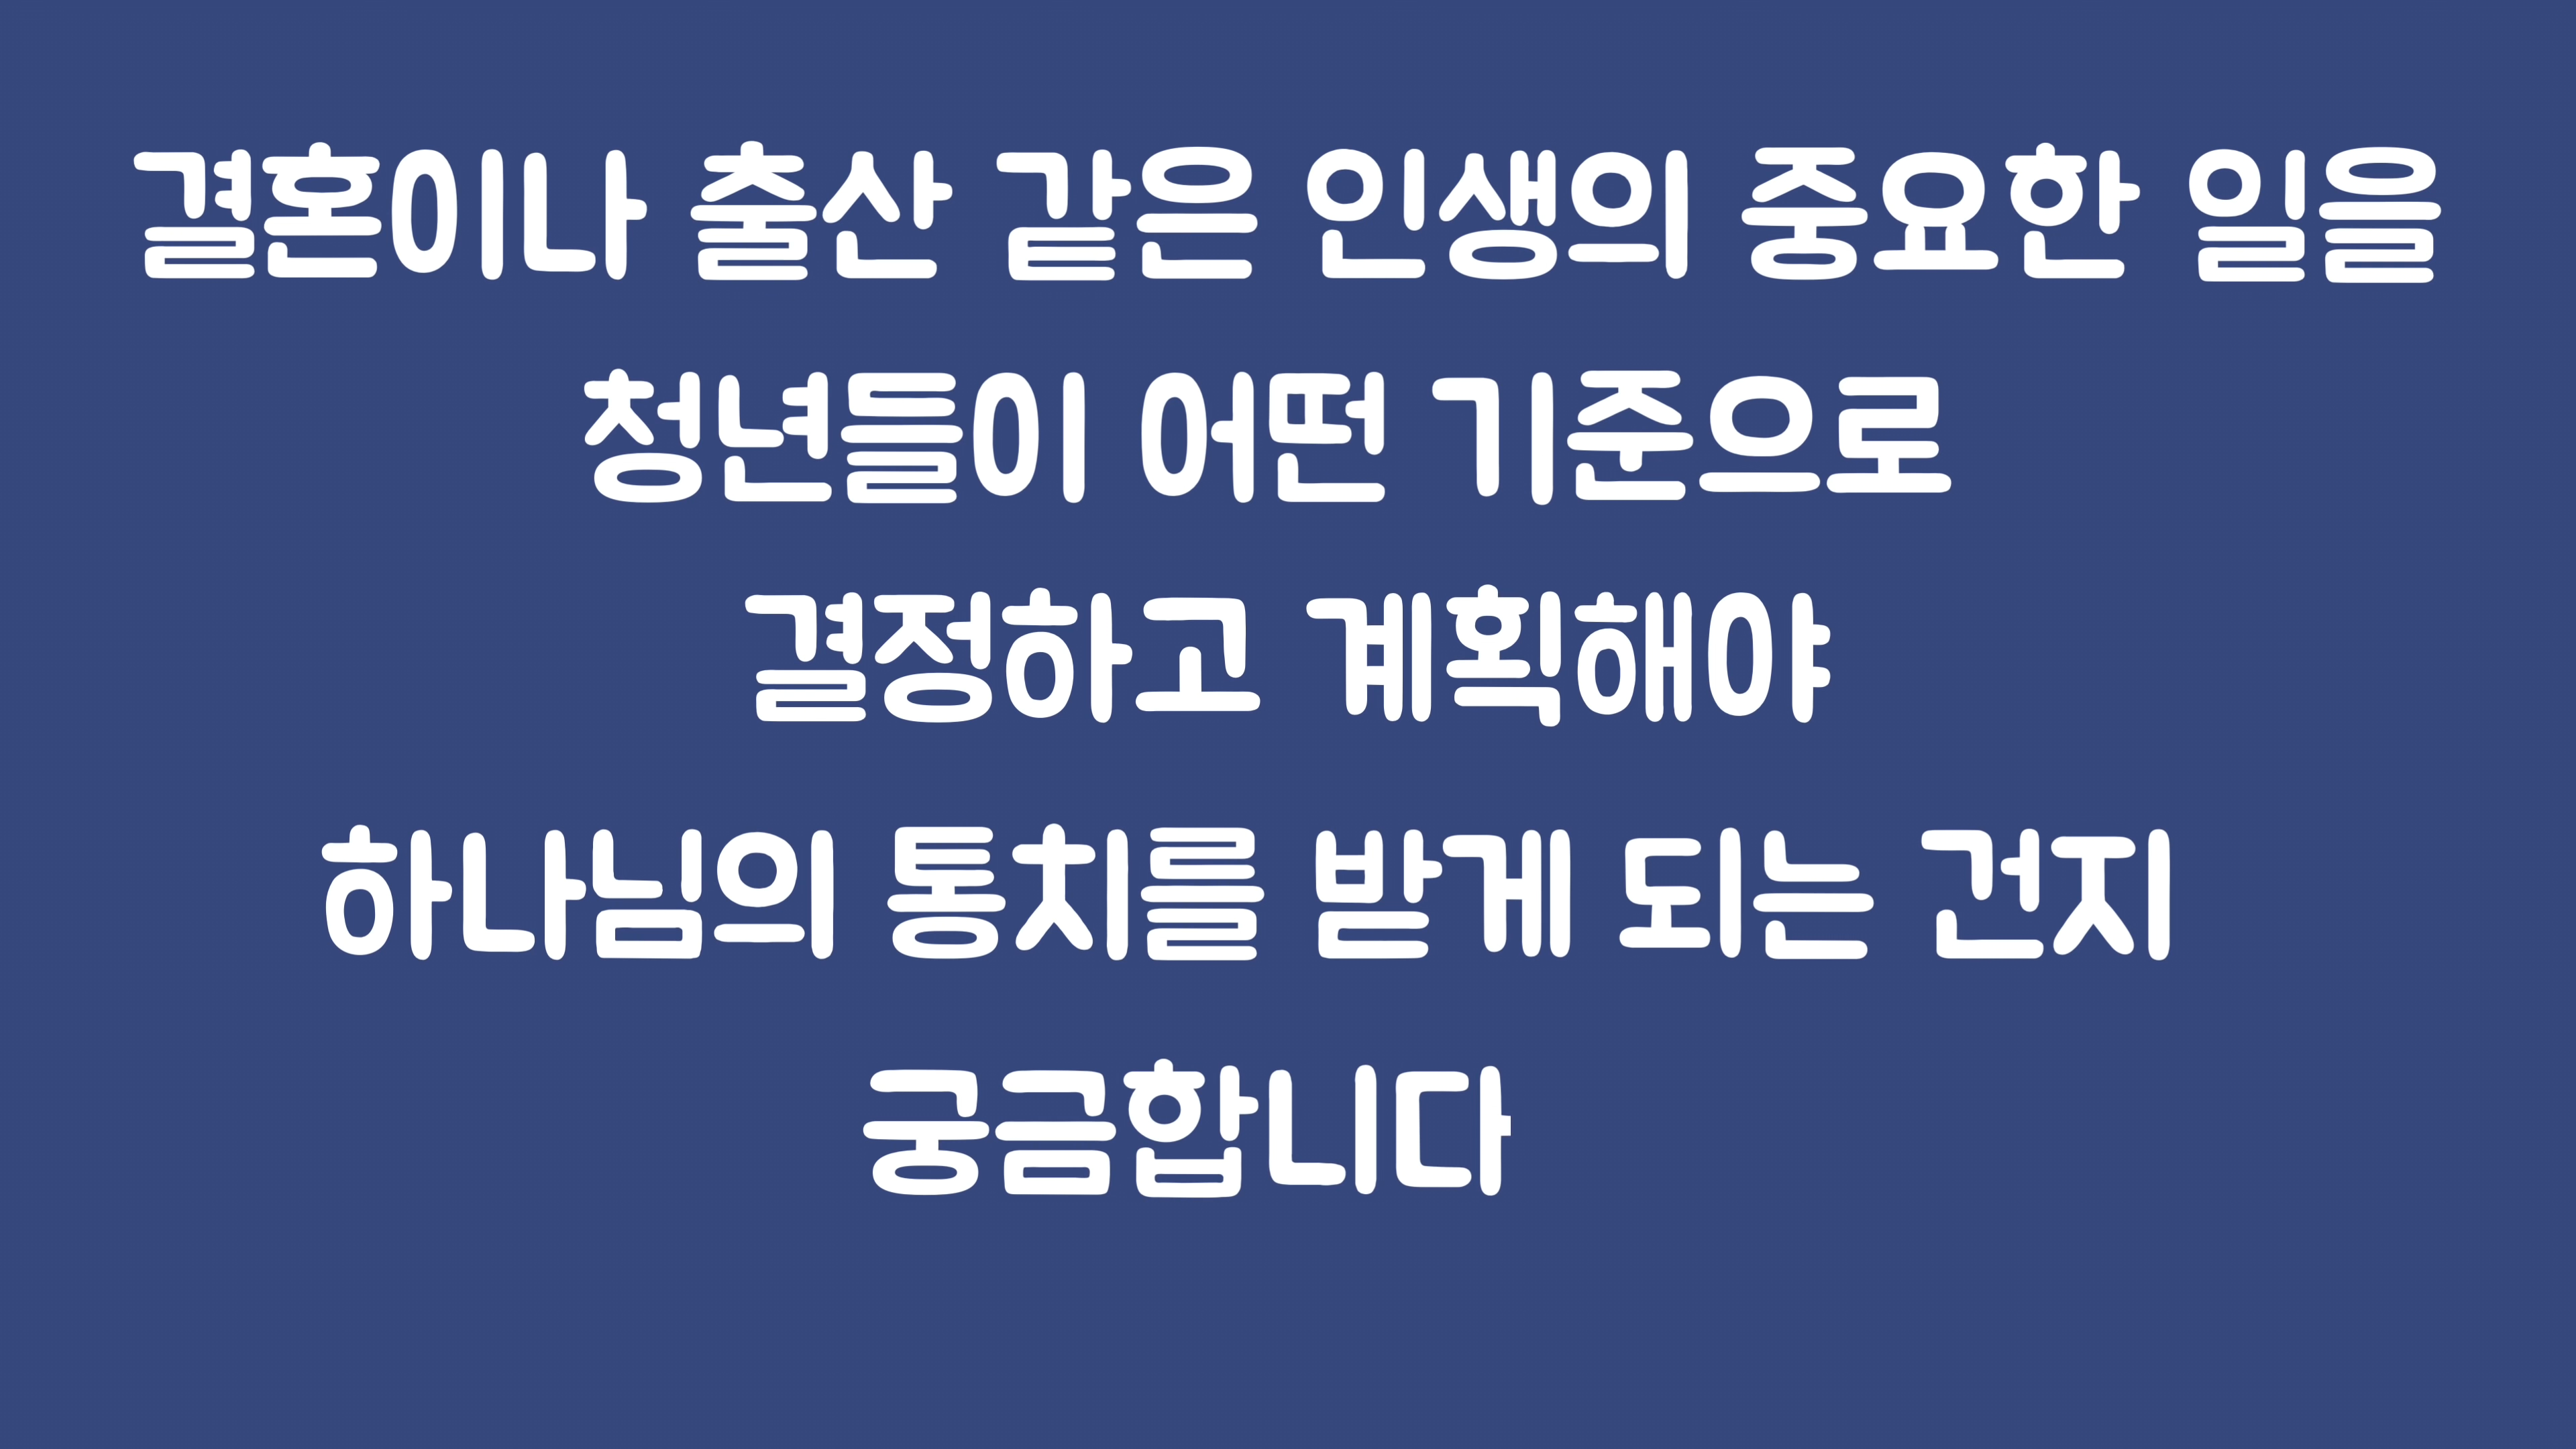 결혼이나 출산 같은 인생의 중요한 일을
청년들이 어떤 기준으로
결정하고 계획해야
하나님의 통치를 받게 되는 건지
궁금합니다